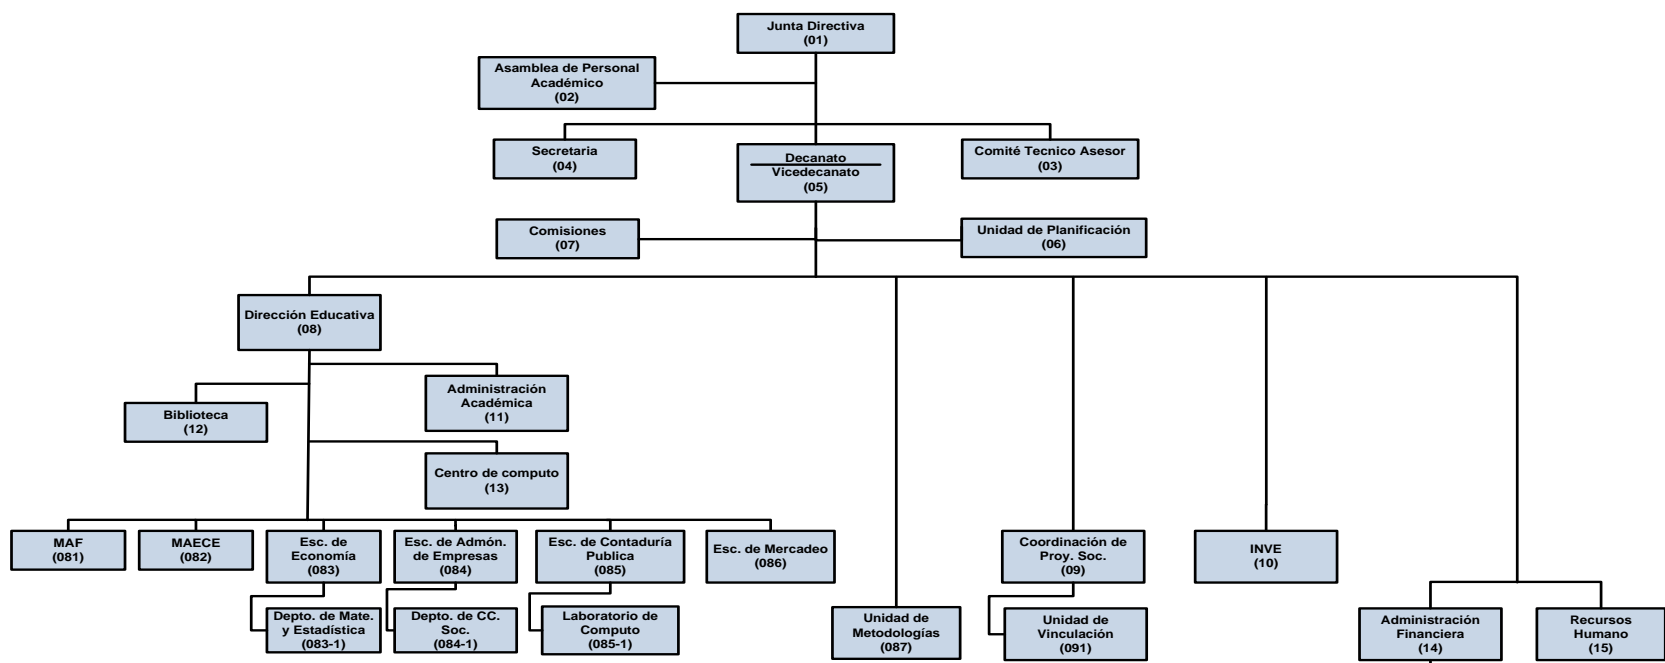 Junta Directiva
(01)
Asamblea de Personal
Académico
(02)
Secretaria
(04)
Decanato
Vicedecanato
(05)
Comité Tecnico Asesor
(03)
Comisiones
(07)
Unidad de Planificación
(06)
Dirección Educativa
(08)
Administración
Académica
(11)
Biblioteca
(12)
Centro de computo
(13)
MAF
(081)
MAECE
(082)
Esc. de
Economía
(083)
Esc. de Admón.
de Empresas
(084)
Esc. de Contaduría
Publica
(085)
Esc. de Mercadeo
(086)
Coordinación de
Proy. Soc.
(09)
INVE
(10)
Depto. de Mate.
y Estadística
(083-1)
Depto. de CC.
Soc.
(084-1)
Laboratorio de
Computo
(085-1)
Unidad de
Metodologías
(087)
Unidad de
Vinculación
(091)
Administración
Financiera
(14)
Recursos
Humano
(15)